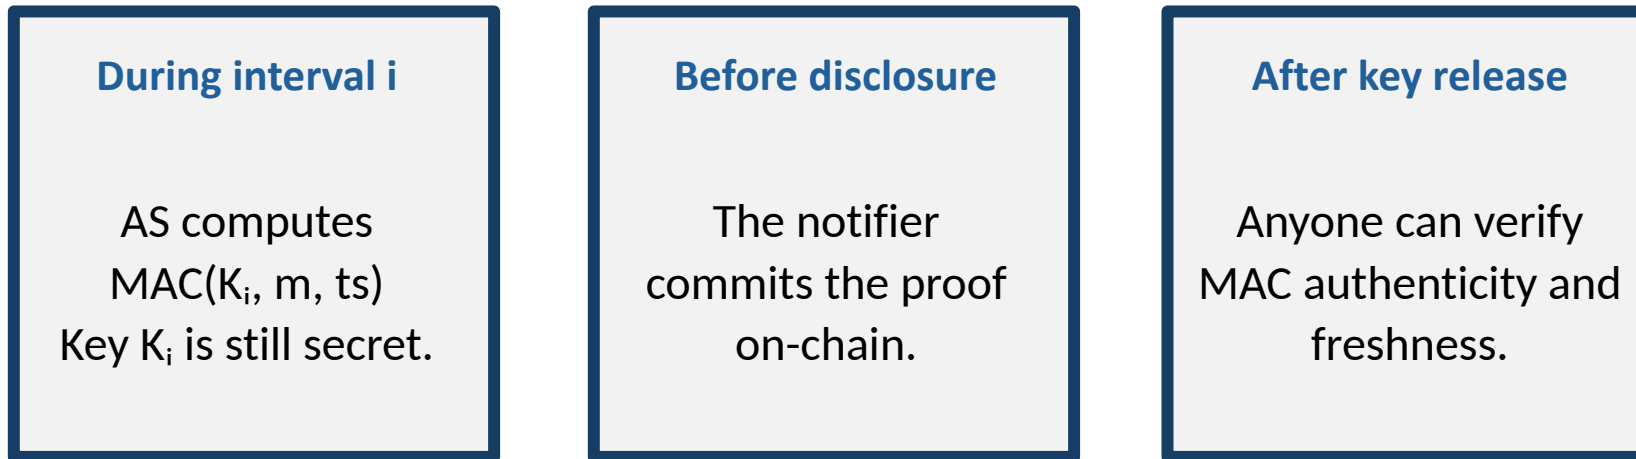 During interval i
AS computes
MAC(Kᵢ, m, ts)
Key Kᵢ is still secret.
Before disclosure
The notifier
commits the proof
on-chain.
After key release
Anyone can verify
MAC authenticity and
freshness.